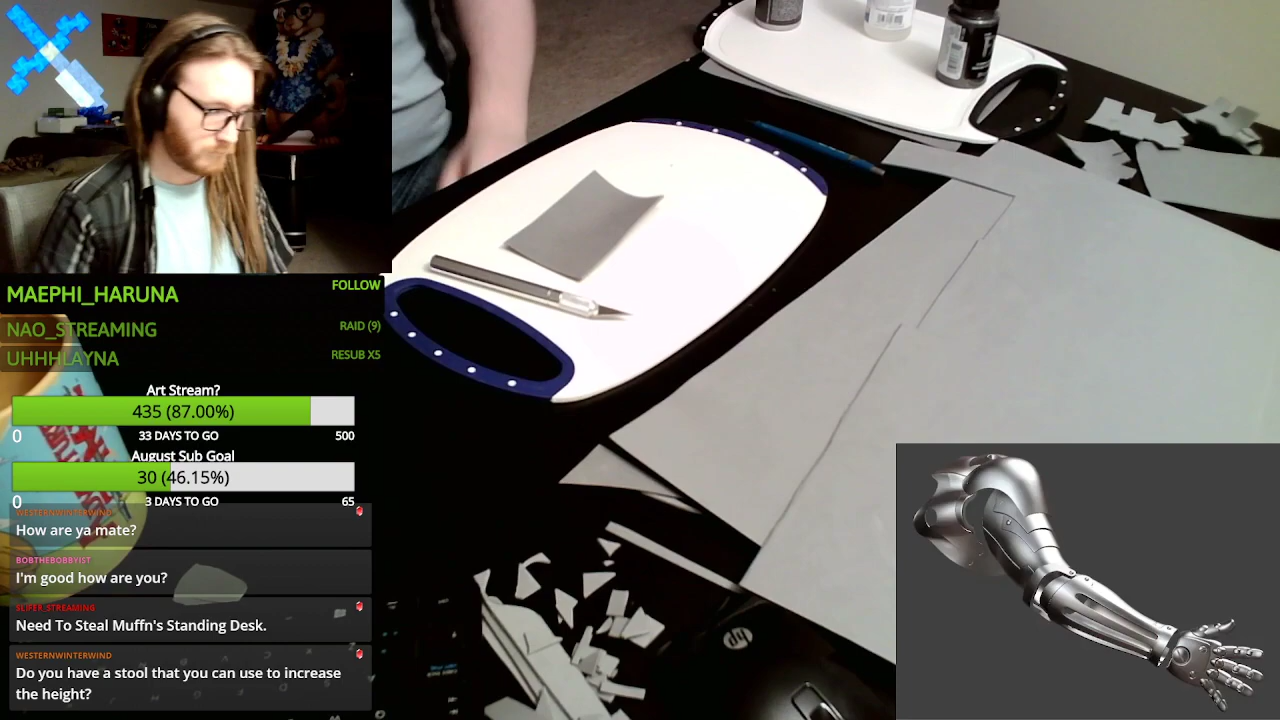 MAEPHI_HARUNA FOLLOW
NAO_STREAMING RAID (9)
UHHHLAYNA RESUB X5
Art Stream?
435 (87.00%)
0 33 DAYS TO GO 500
August Sub Goal
30 (46.15%)
0 3 DAYS TO GO 65
WESTERNWINTERWIND
How are ya mate?
BOBTHEBOBBYIST
I'm good how are you?
SLIFER_STREAMING
Need To Steal Muffn's Standing Desk.
WESTERNWINTERWIND
Do you have a stool that you can use to increase
the height?
hp